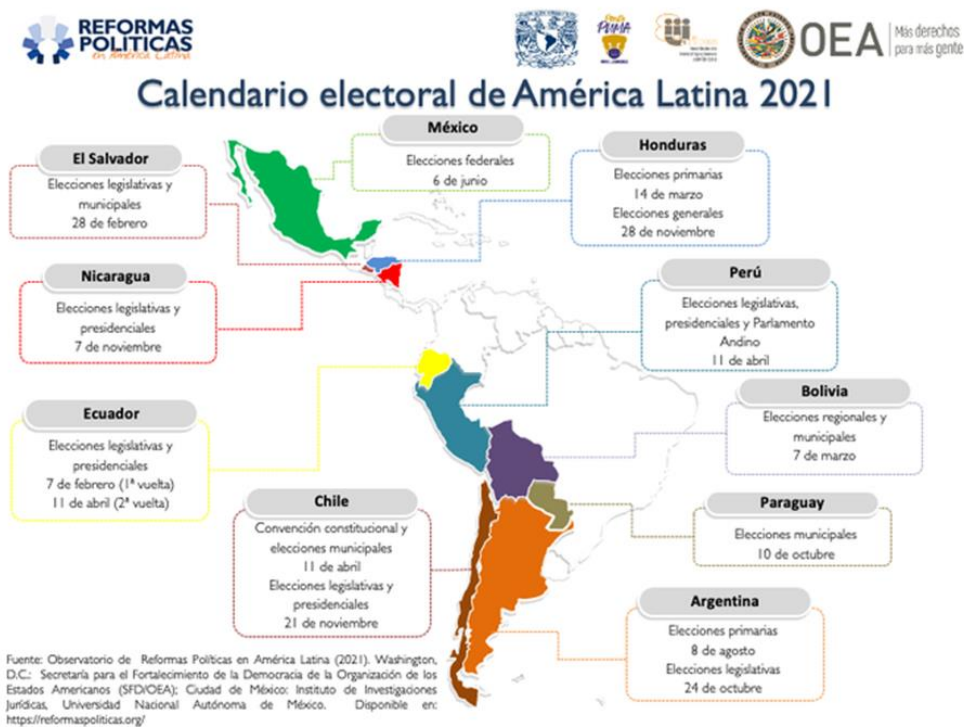 REFORMAS
POLITICAS
en América Latina
OEA
Más derechos
para más gente
Calendario electoral de América Latina 2021
México
Elecciones federales
6 de junio
El Salvador
Elecciones legislativas y
municipales
28 de febrero
Honduras
Elecciones primarias
14 de marzo
Elecciones generales
28 de noviembre
Nicaragua
Elecciones legislativas y
presidenciales
7 de noviembre
Perú
Elecciones legislativas,
presidenciales y Parlamento
Andino
11 de abril
Ecuador
Elecciones legislativas y
presidenciales
7 de febrero (1ª vuelta)
11 de abril (2ª vuelta)
Bolivia
Elecciones regionales y
municipales
7 de marzo
Chile
Convención constitucional y
elecciones municipales
11 de abril
Elecciones legislativas y
presidenciales
21 de noviembre
Paraguay
Elecciones municipales
10 de octubre
Argentina
Elecciones primarias
8 de agosto
Elecciones legislativas
24 de octubre
Fuente: Observatorio de Reformas Políticas en América Latina (2021). Washington,
D.C.: Secretaría para el Fortalecimiento de la Democracia de la Organización de los
Estados Americanos (SFD/OEA); Ciudad de México: Instituto de Investigaciones
Jurídicas, Universidad Nacional Autónoma de México. Disponible en:
https://reformaspoliticas.org/